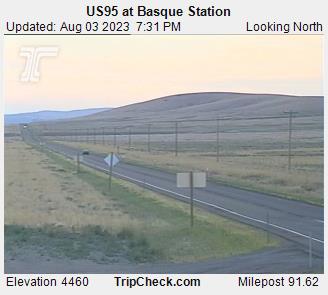 US95 at Basque Station
Updated: Aug 03 2023 7:31 PM Looking North
Elevation 4460 TripCheck.com Milepost 91.62